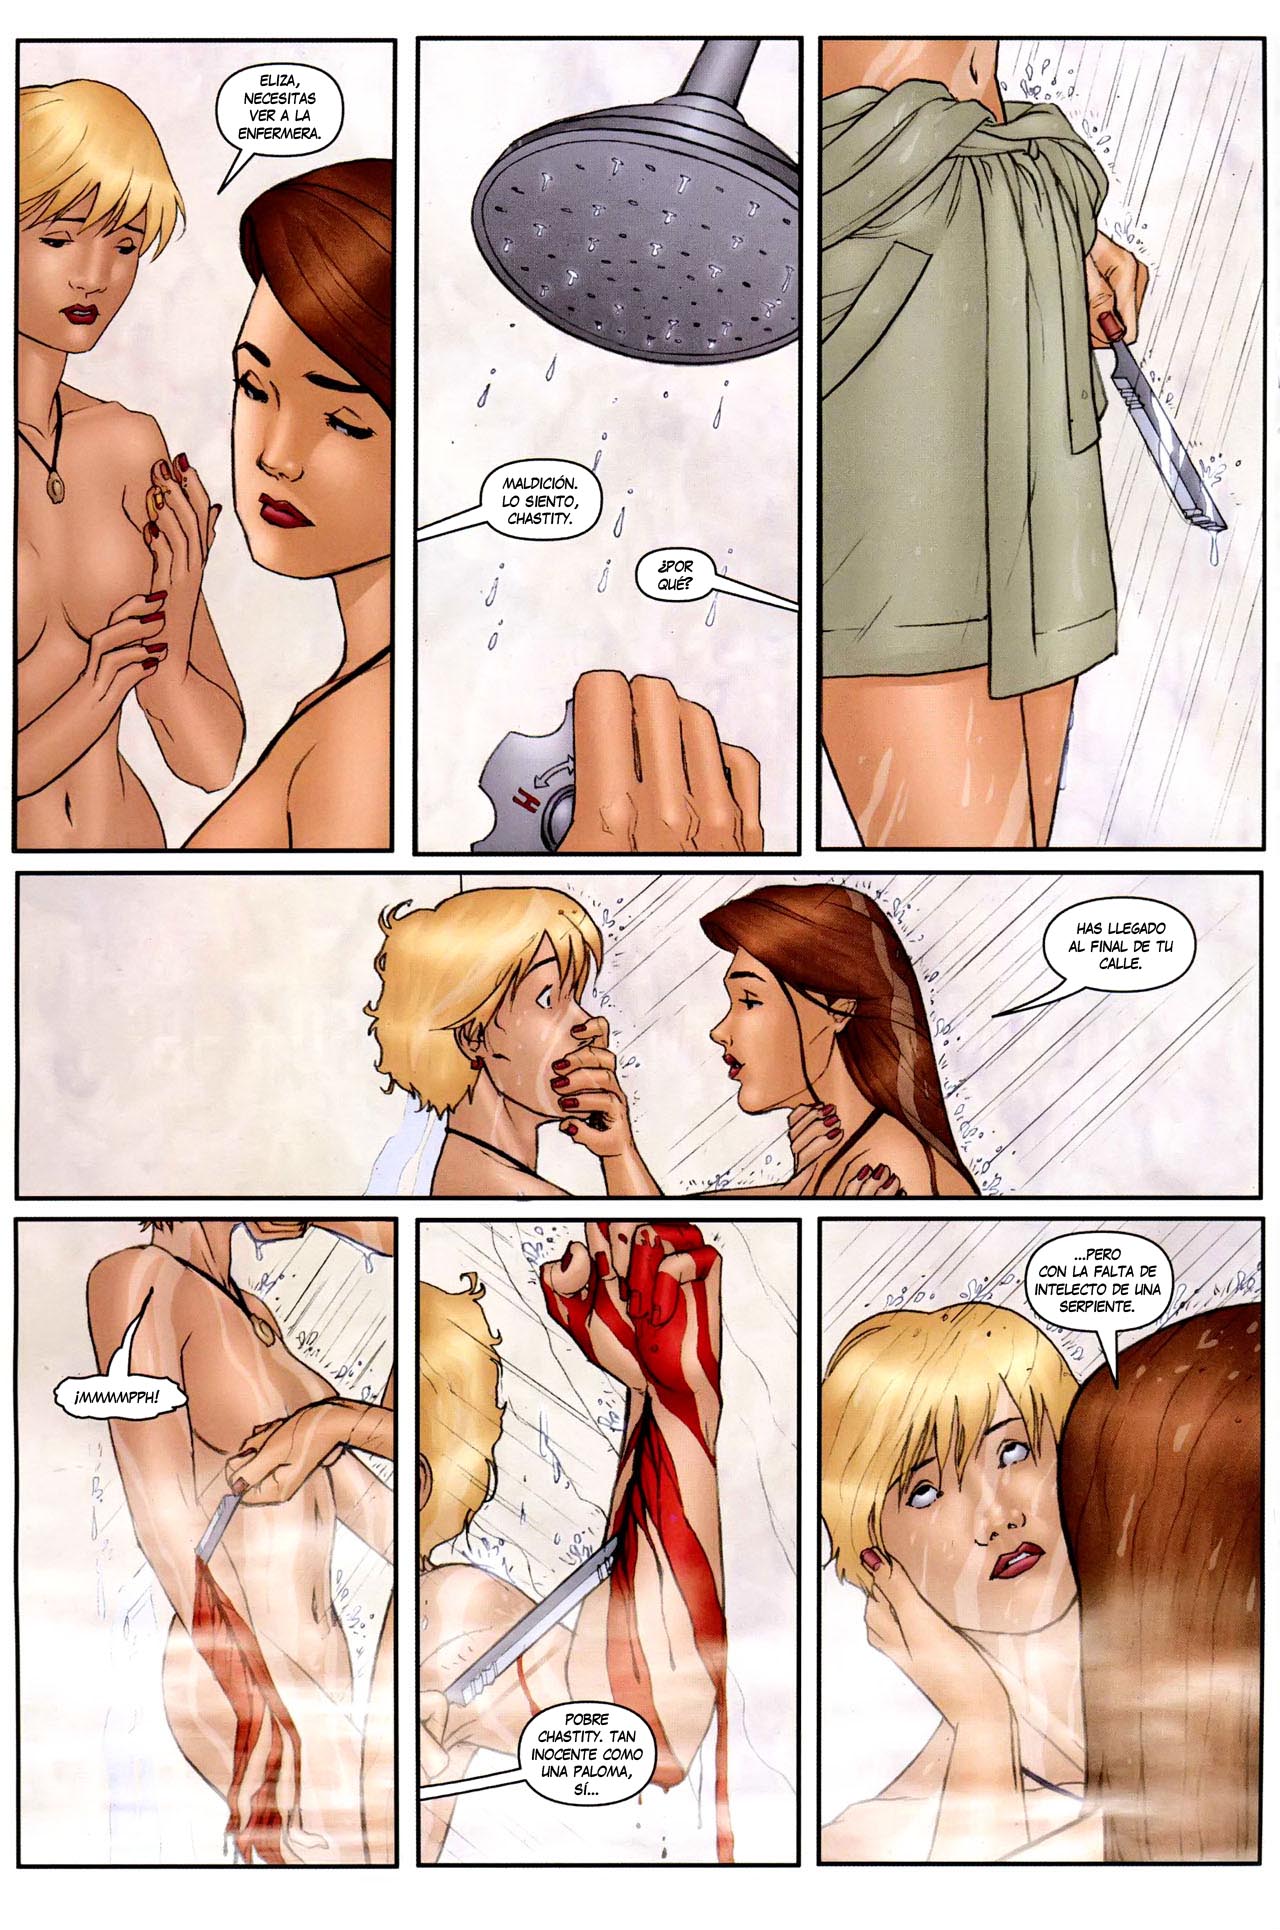 ELIZA,
NECESITAS
VER A LA
ENFERMERA.
MALDICIÓN.
LO SIENTO,
CHASTITY.
¿POR
QUÉ?
H
HAS LLEGADO
AL FINAL DE TU
CALLE.
¡MMMMPPH!
POBRE
CHASTITY. TAN
INOCENTE COMO
UNA PALOMA,
SÍ...
...PERO
CON LA FALTA DE
INTELECTO DE UNA
SERPIENTE.